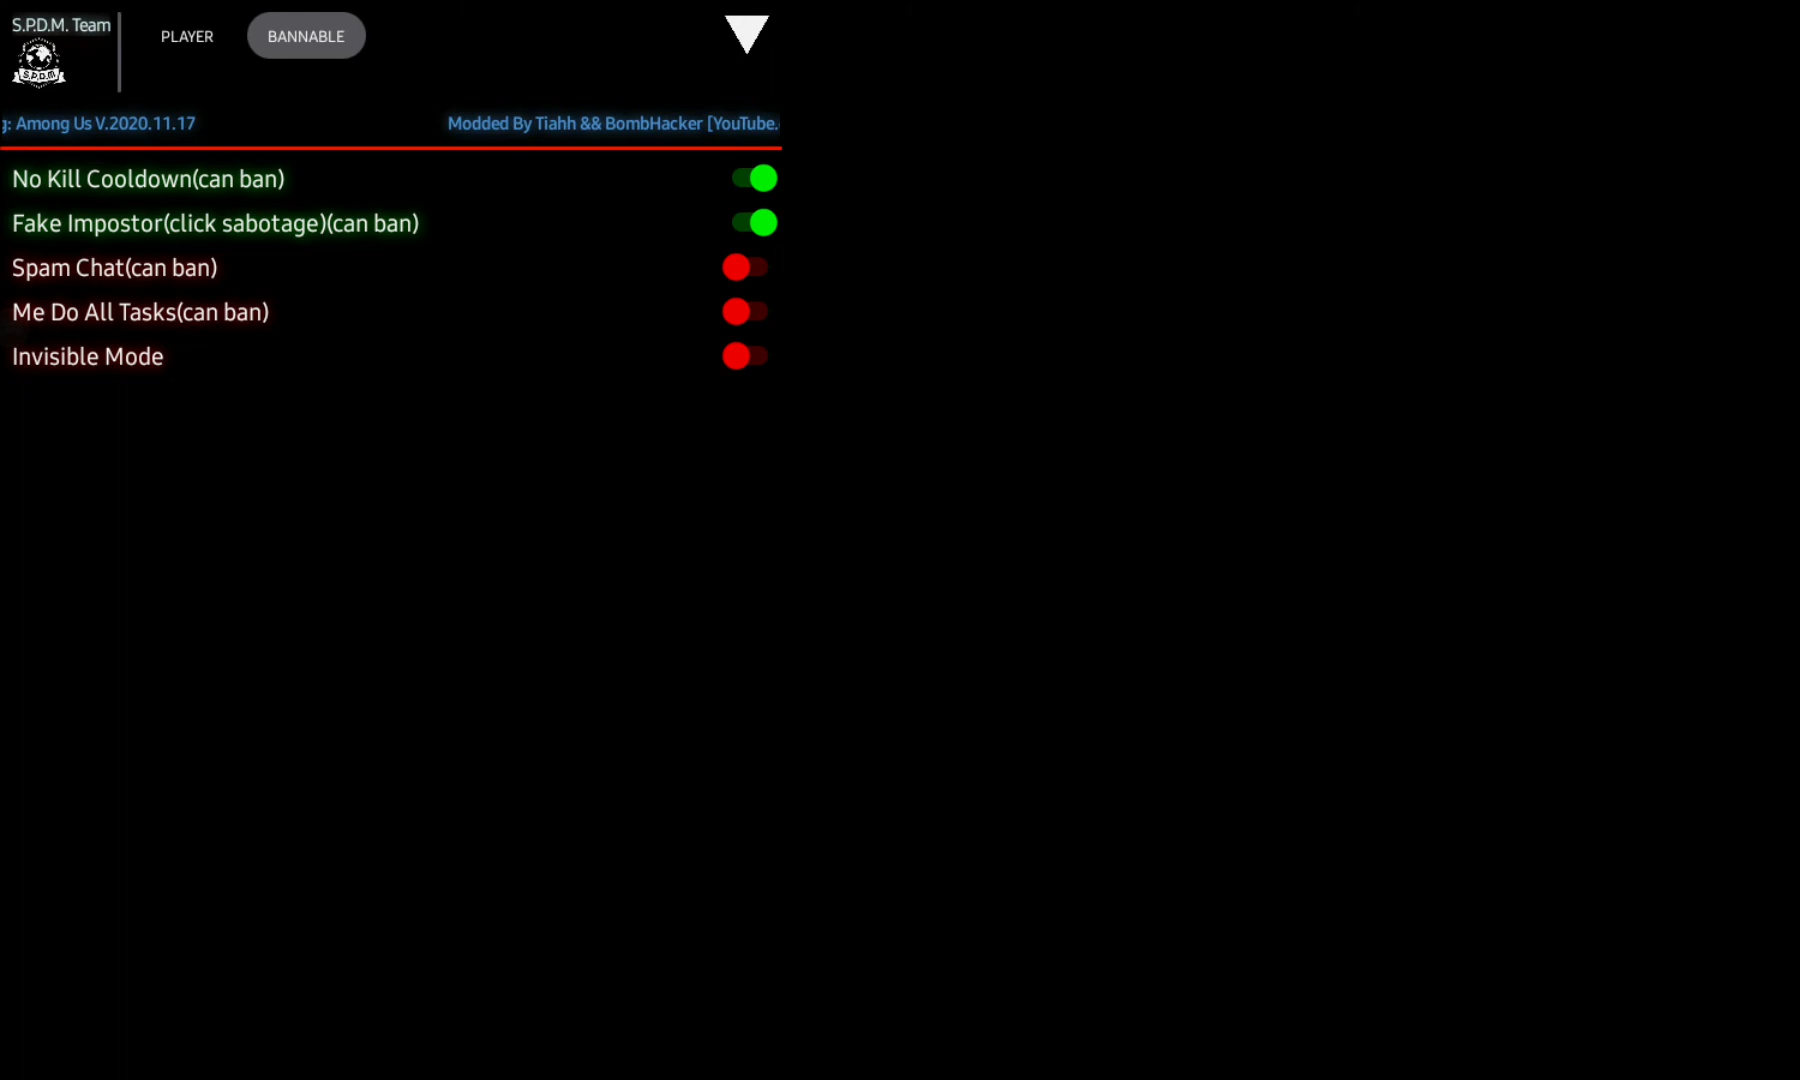 S.P.D.M. Team
PLAYER
BANNABLE
S.P.D.M
g: Among Us V.2020.11.17
Modded By Tiahh && BombHacker [YouTube.
No Kill Cooldown(can ban)
Fake Impostor(click sabotage)(can ban)
Spam Chat(can ban)
Me Do All Tasks(can ban)
Invisible Mode